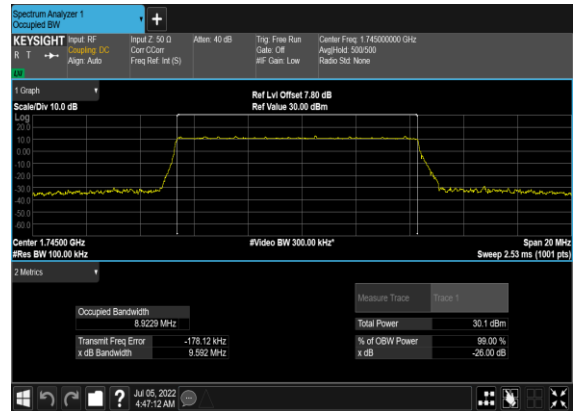 Spectrum Analyzer 1
Occupied BW
+
KEYSIGHT Input: RF Input Z: 50 Ω Atten: 40 dB Trig: Free Run Center Freq: 1.745000000 GHz
R T Coupling: DC Corr CCorr Gate: Off Avg|Hold: 500/500
Align: Auto Freq Ref: Int (S) #IF Gain: Low Radio Std: None
1 Graph
Ref Lvl Offset 7.80 dB
Scale/Div 10.0 dB Ref Value 30.00 dBm
Log
20.0
10.0
0.00
-10.0
-20.0
-30.0
-40.0
-50.0
-60.0
Center 1.74500 GHz #Video BW 300.00 kHz* Span 20 MHz
#Res BW 100.00 kHz Sweep 2.53 ms (1001 pts)
2 Metrics
Measure Trace Trace 1
Occupied Bandwidth
8.9229 MHz Total Power 30.1 dBm
Transmit Freq Error -178.12 kHz % of OBW Power 99.00 %
x dB Bandwidth 9.592 MHz x dB -26.00 dB
? Jul 05, 2022
4:47:12 AM